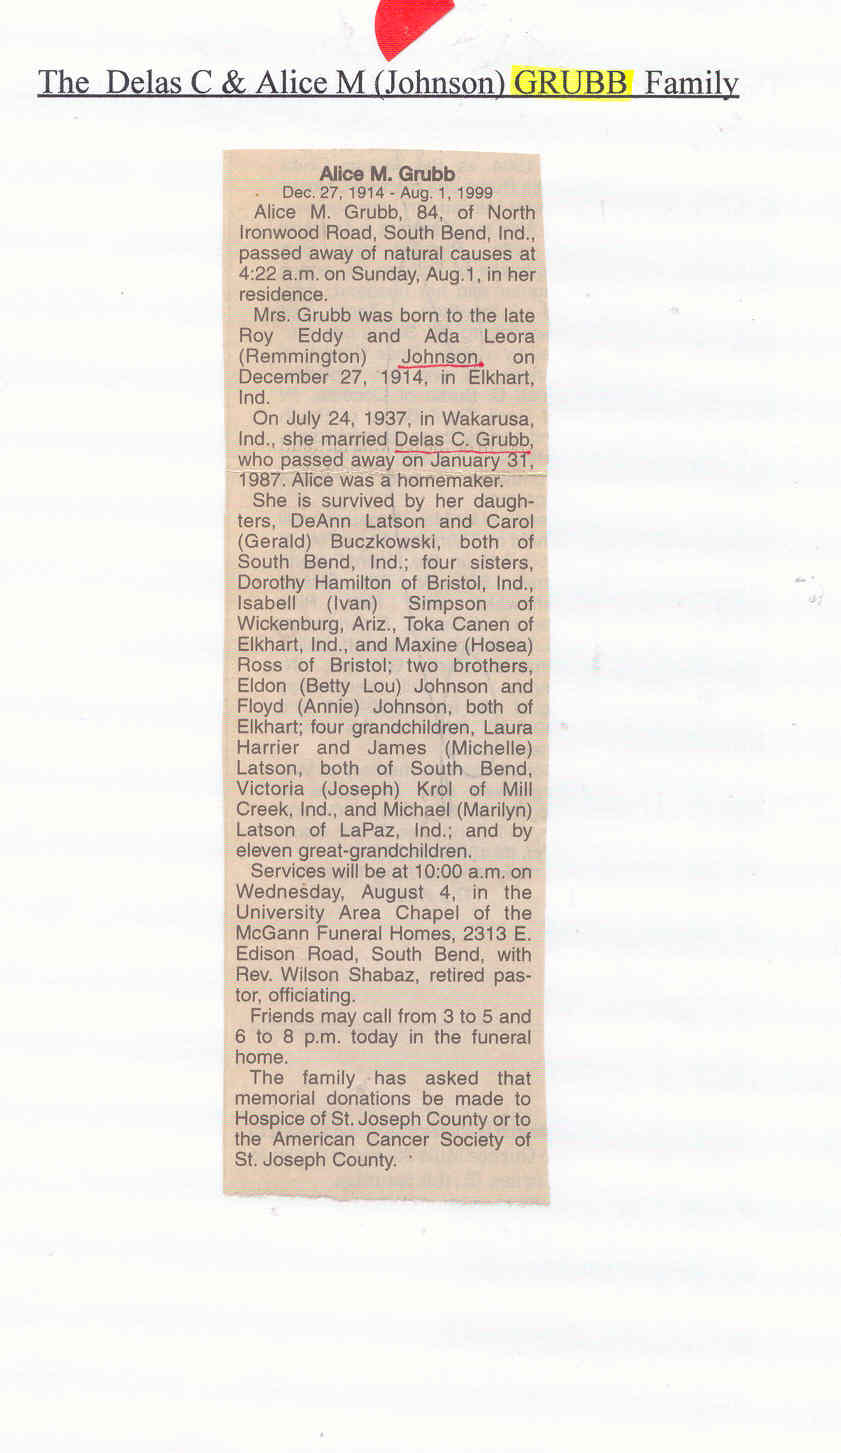 The Delas C & Alice M (Johnson) GRUBB Family
Alice M. Grubb
Dec. 27, 1914 - Aug. 1, 1999
Alice M. Grubb, 84, of North
Ironwood Road, South Bend, Ind.,
passed away of natural causes at
4:22 a.m. on Sunday, Aug.1, in her
residence.
Mrs. Grubb was born to the late
Roy Eddy and Ada Leora
(Remmington) Johnson, on
December 27, 1914, in Elkhart,
Ind.
On July 24, 1937, in Wakarusa,
Ind., she married Delas C. Grubb,
who passed away on January 31,
1987. Alice was a homemaker.
She is survived by her daugh-
ters, DeAnn Latson and Carol
(Gerald) Buczkowski, both of
South Bend, Ind.; four sisters,
Dorothy Hamilton of Bristol, Ind.,
Isabell (Ivan) Simpson of
Wickenburg, Ariz., Toka Canen of
Elkhart, Ind., and Maxine (Hosea)
Ross of Bristol; two brothers,
Eldon (Betty Lou) Johnson and
Floyd (Annie) Johnson, both of
Elkhart; four grandchildren, Laura
Harrier and James (Michelle)
Latson, both of South Bend,
Victoria (Joseph) Krol of Mill
Creek, Ind., and Michael (Marilyn)
Latson of LaPaz, Ind.; and by
eleven great-grandchildren.
Services will be at 10:00 a.m. on
Wednesday, August 4, in the
University Area Chapel of the
McGann Funeral Homes, 2313 E.
Edison Road, South Bend, with
Rev. Wilson Shabaz, retired pas-
tor, officiating.
Friends may call from 3 to 5 and
6 to 8 p.m. today in the funeral
home.
The family has asked that
memorial donations be made to
Hospice of St. Joseph County or to
the American Cancer Society of
St. Joseph County.